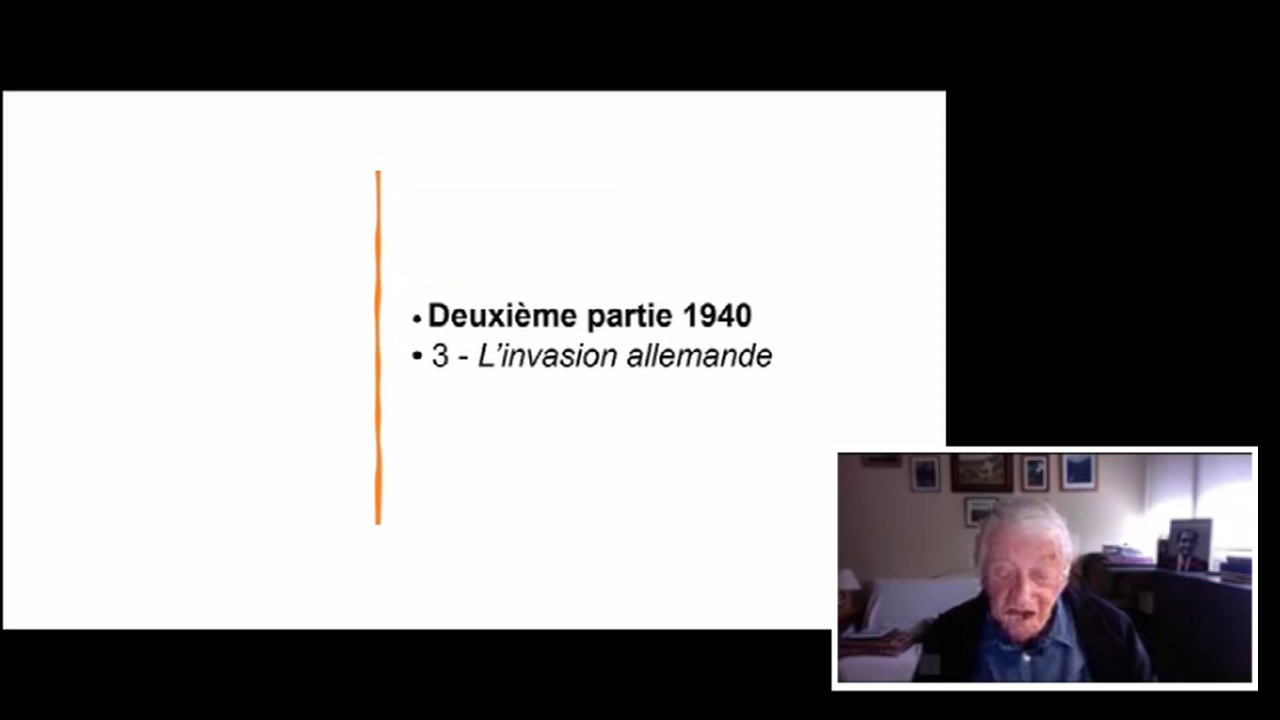 • Deuxième partie 1940
• 3 - L’invasion allemande